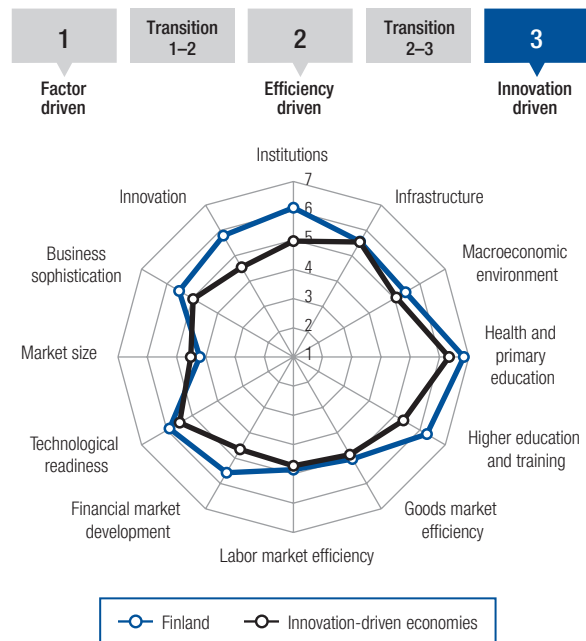 1
Transition
1–2
2
Transition
2–3
3
Factor
driven
Efficiency
driven
Innovation
driven
Institutions
7
Innovation
Infrastructure
6
Business
sophistication
5
Macroeconomic
environment
4
3
2
Market size
1
Health and
primary
education
Technological
readiness
Higher education
and training
Financial market
development
Goods market
efficiency
Labor market efficiency
Finland
Innovation-driven economies